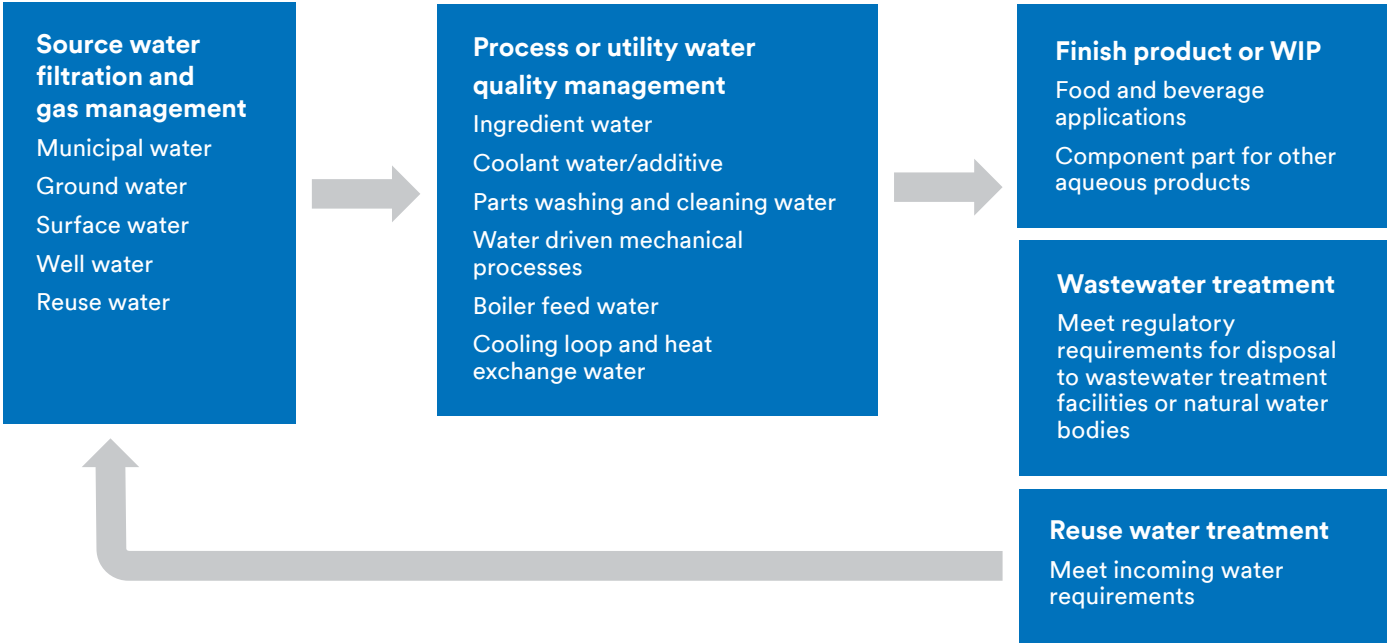 Source water
filtration and
gas management
Municipal water
Ground water
Surface water
Well water
Reuse water
Process or utility water
quality management
Ingredient water
Coolant water/additive
Parts washing and cleaning water
Water driven mechanical
processes
Boiler feed water
Cooling loop and heat
exchange water
Finish product or WIP
Food and beverage
applications
Component part for other
aqueous products
Wastewater treatment
Meet regulatory
requirements for disposal
to wastewater treatment
facilities or natural water
bodies
Reuse water treatment
Meet incoming water
requirements